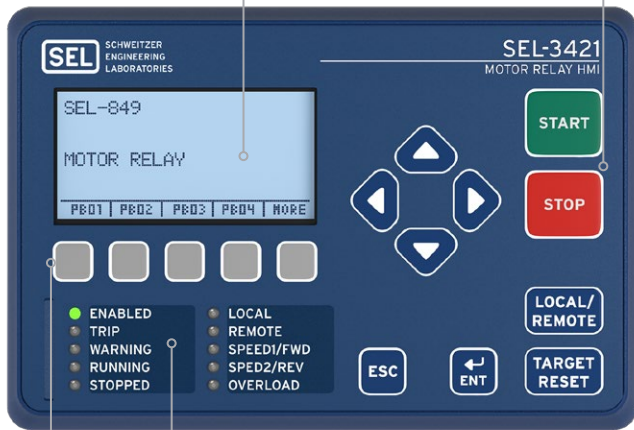 SEL
SCHWEITZER
ENGINEERING
LABORATORIES
SEL-3421
MOTOR RELAY HMI
SEL-849
MOTOR RELAY
PB01 | PB02 | PB03 | PB04 | MORE
START
STOP
ENABLED
TRIP
WARNING
RUNNING
STOPPED
LOCAL
REMOTE
SPEED1/FWD
SPED2/REV
OVERLOAD
ESC
ENT
LOCAL/
REMOTE
TARGET
RESET